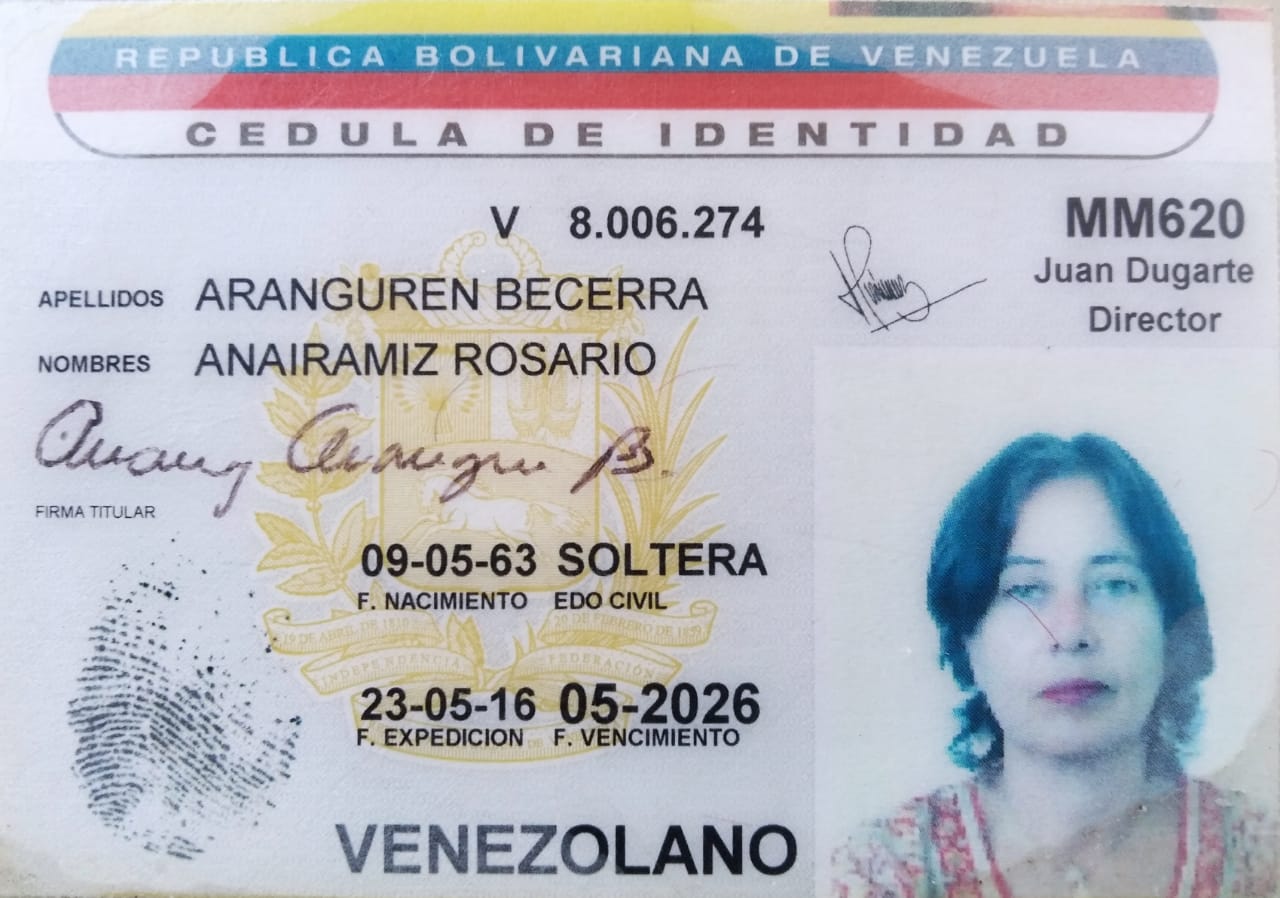 REPUBLICA BOLIVARIANA DE VENEZUELA
CEDULA DE IDENTIDAD
V 8.006.274
MM620
Juan Dugarte
Director
APELLIDOS ARANGUREN BECERRA
NOMBRES ANAIRAMIZ ROSARIO
FIRMA TITULAR
09-05-63 SOLTERA
F. NACIMIENTO EDO CIVIL
19 DE ABRIL DE 1810 20 DE FEBRERO DE 1859
INDEPENDENCIA FEDERACIÓN
23-05-16 05-2026
F. EXPEDICION F. VENCIMIENTO
VENEZOLANO